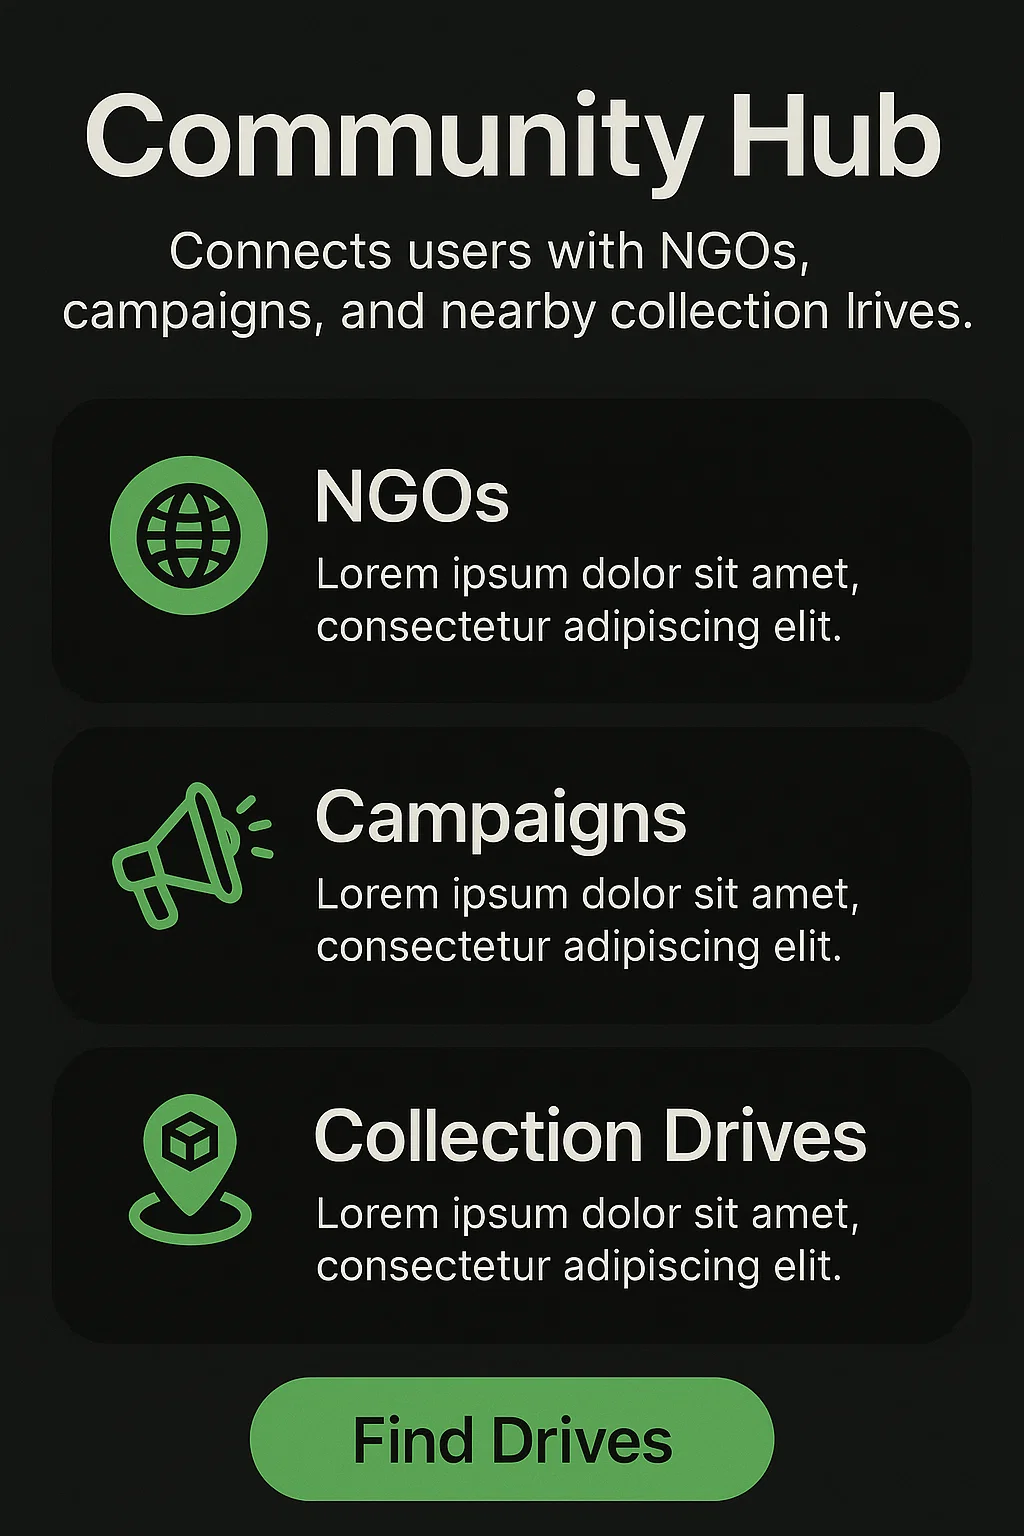 Community Hub
Connects users with NGOs,
campaigns, and nearby collection lrives.
NGOs
Lorem ipsum dolor sit amet,
consectetur adipiscing elit.
Campaigns
Lorem ipsum dolor sit amet,
consectetur adipiscing elit.
Collection Drives
Lorem ipsum dolor sit amet,
consectetur adipiscing elit.
Find Drives